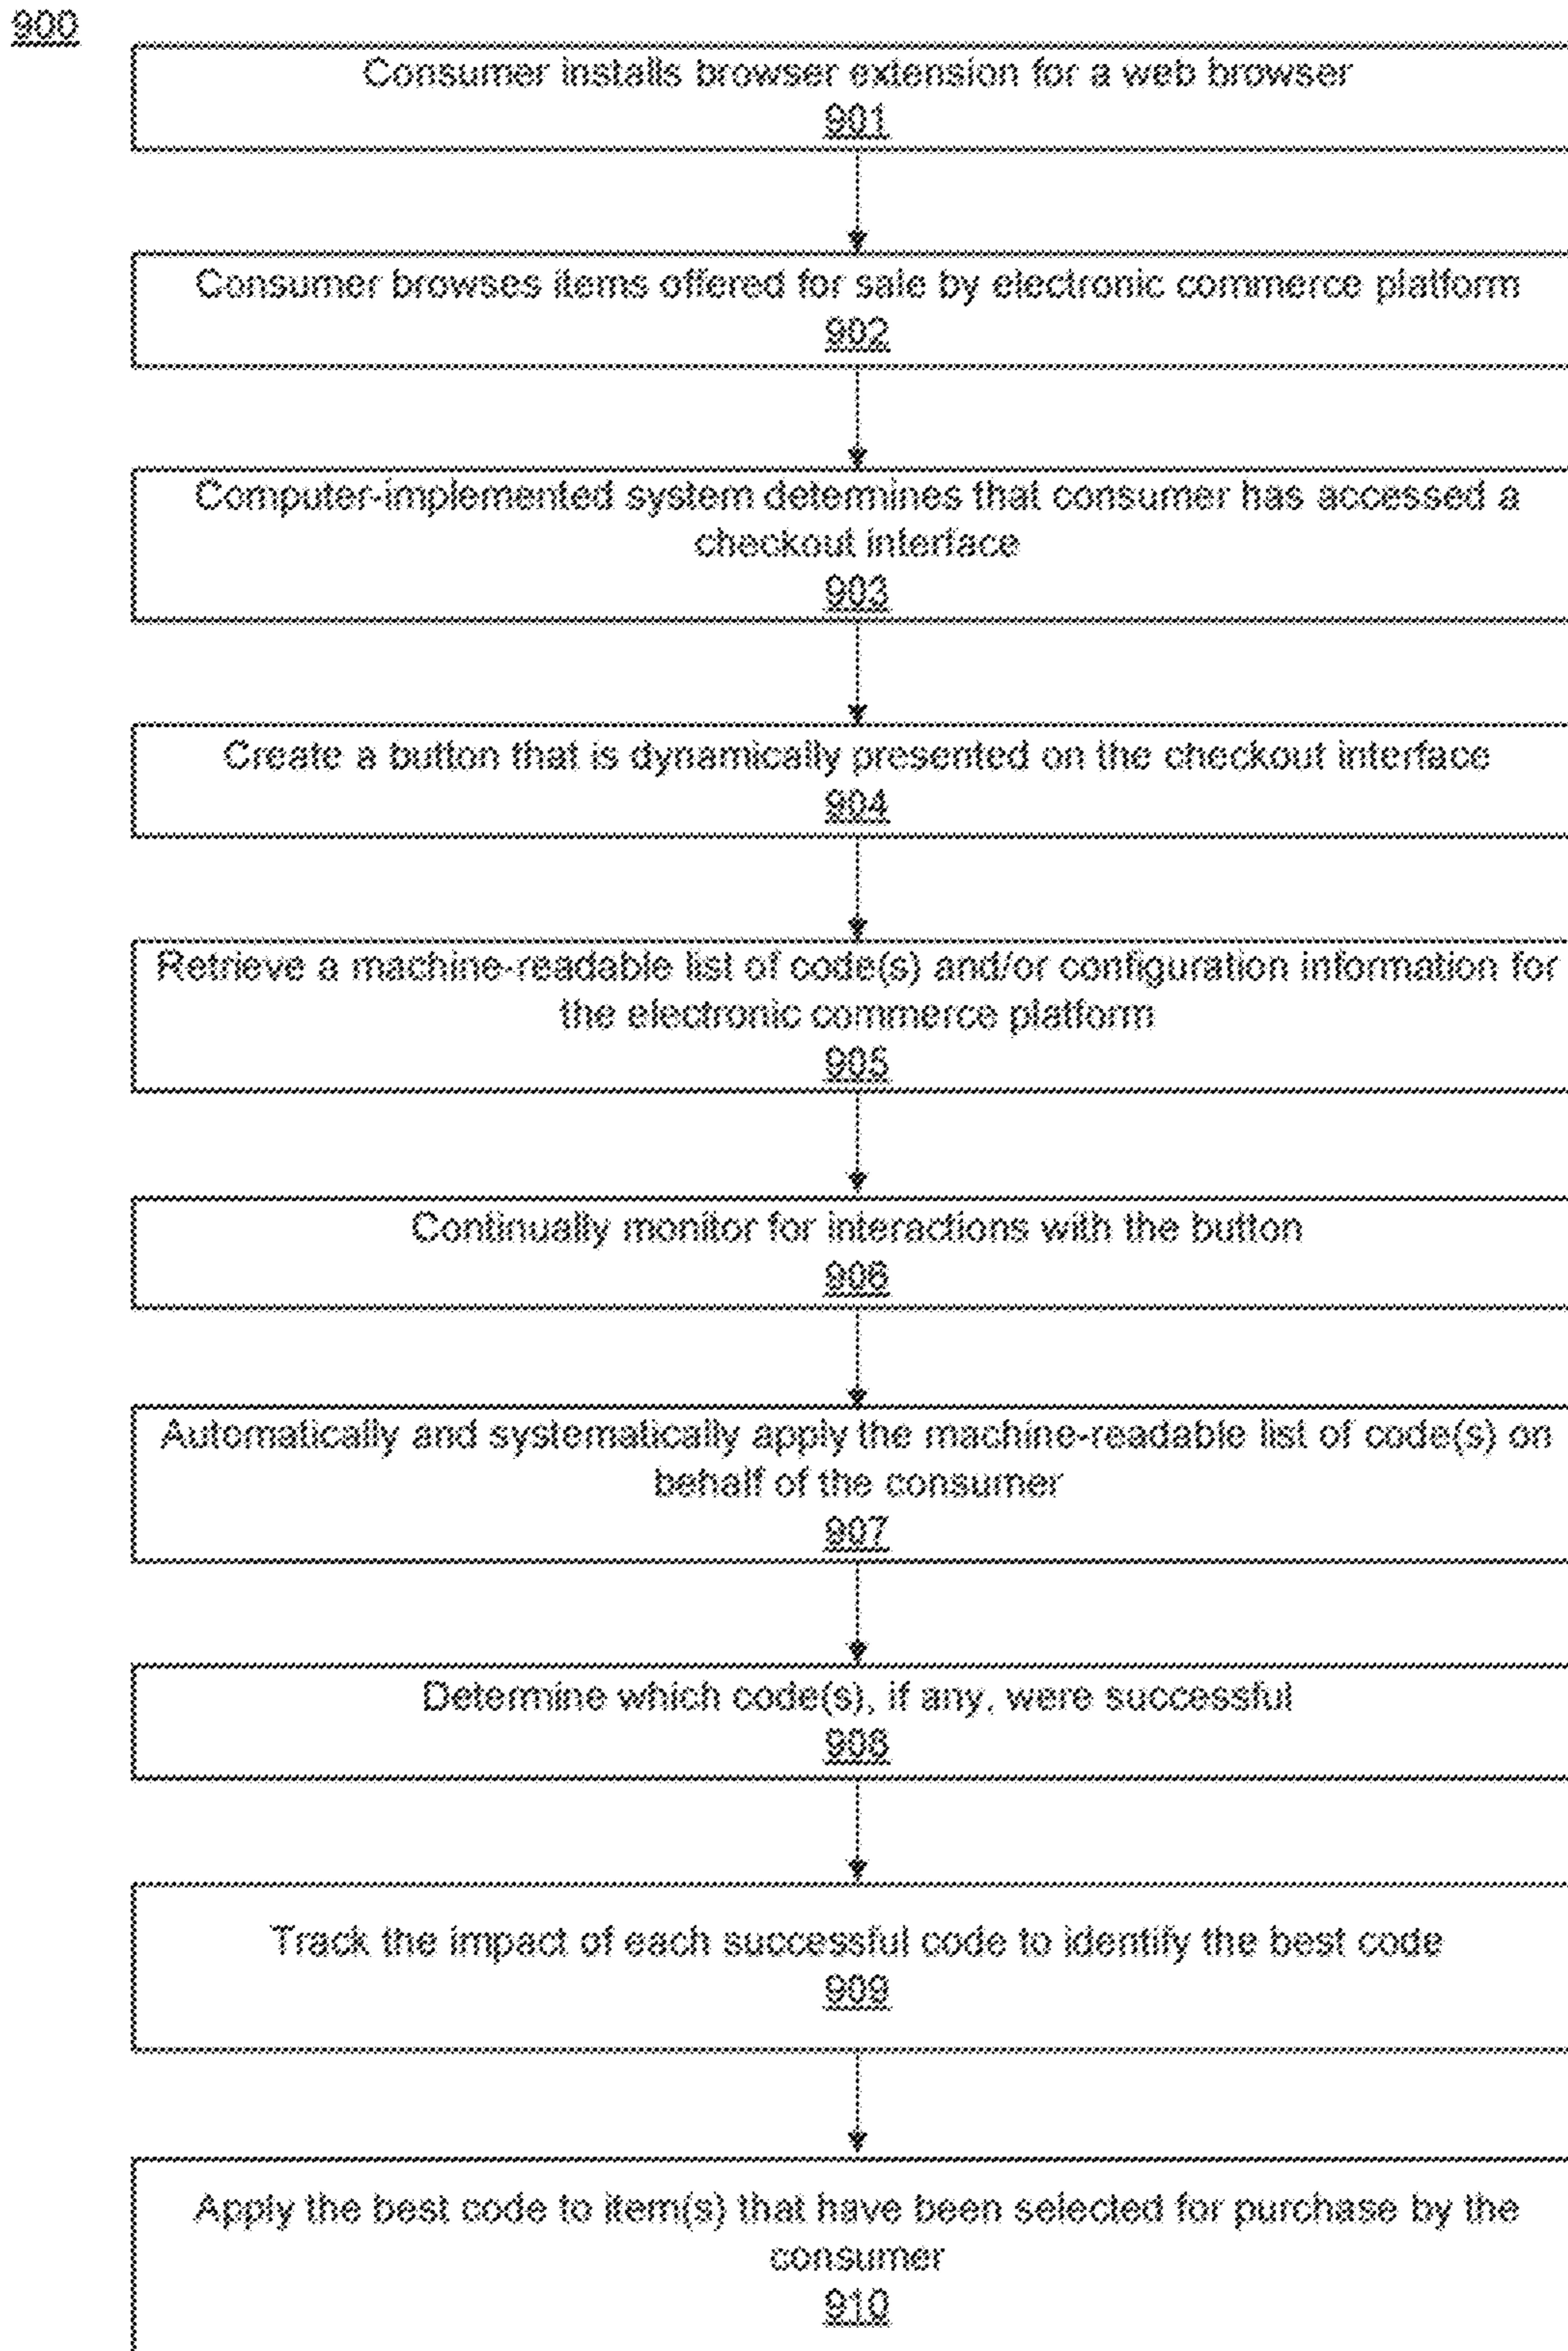 900
Consumer installs browser extension for a web browser
901
Consumer browses items offered for sale by electronic commerce platform
902
Computer-implemented system determines that consumer has accessed a
checkout interface
903
Create a button that is dynamically presented on the checkout interface
904
Retrieve a machine-readable list of code(s) and/or configuration information for
the electronic commerce platform
905
Continually monitor for interactions with the button
906
Automatically and systematically apply the machine-readable list of code(s) on
behalf of the consumer
907
Determine which code(s), if any, were successful
908
Track the impact of each successful code to identify the best code
909
Apply the best code to item(s) that have been selected for purchase by the
consumer
910